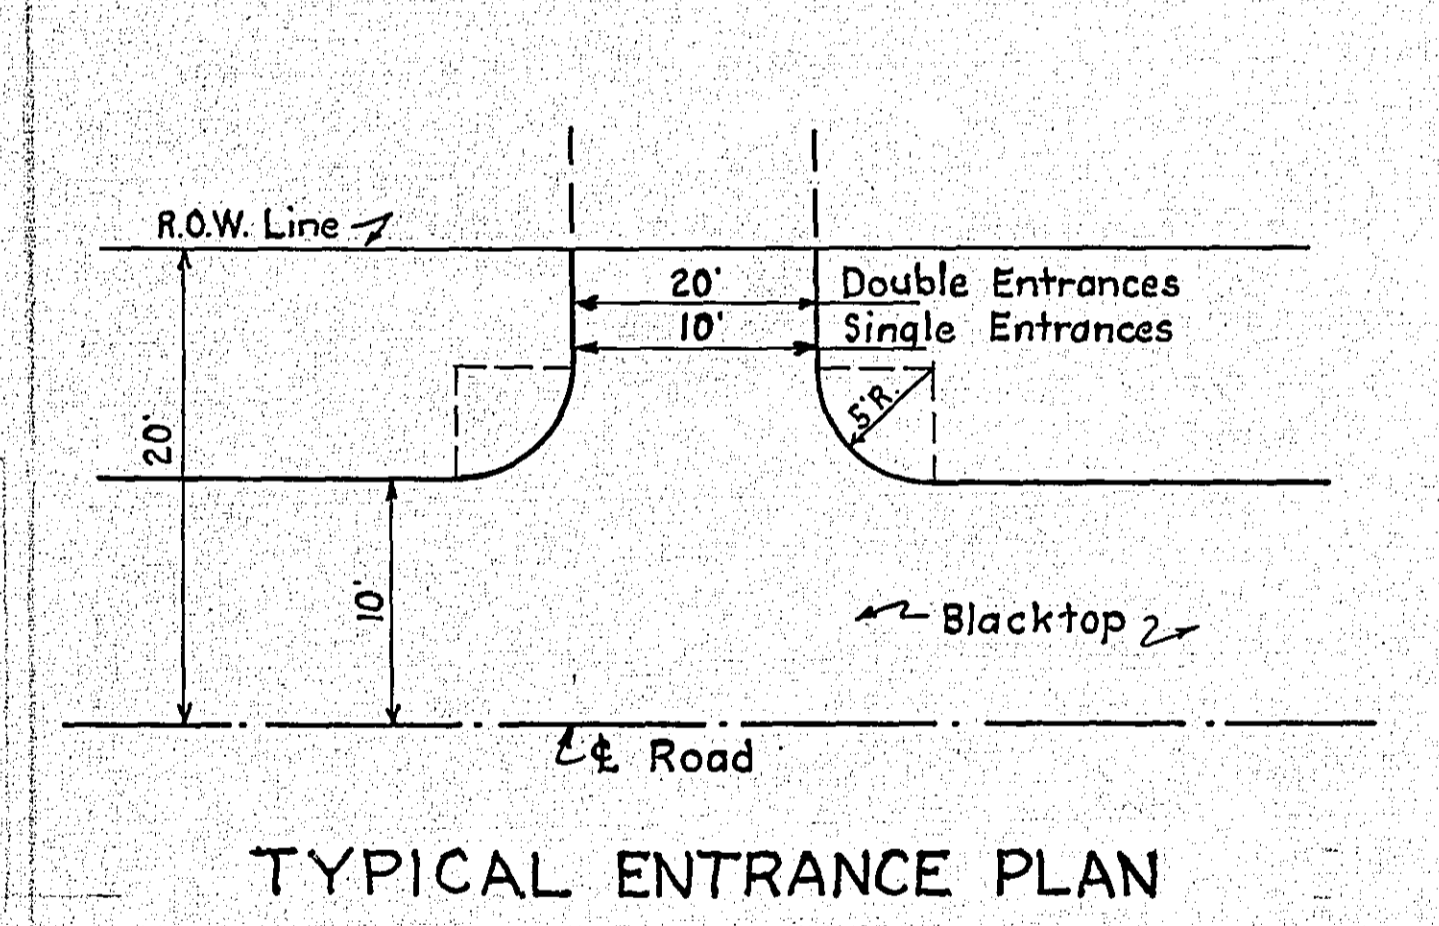 R.O.W. Line
20' Double Entrances
10' Single Entrances
5'R.
20'
10'
Blacktop
℄ Road
TYPICAL ENTRANCE PLAN